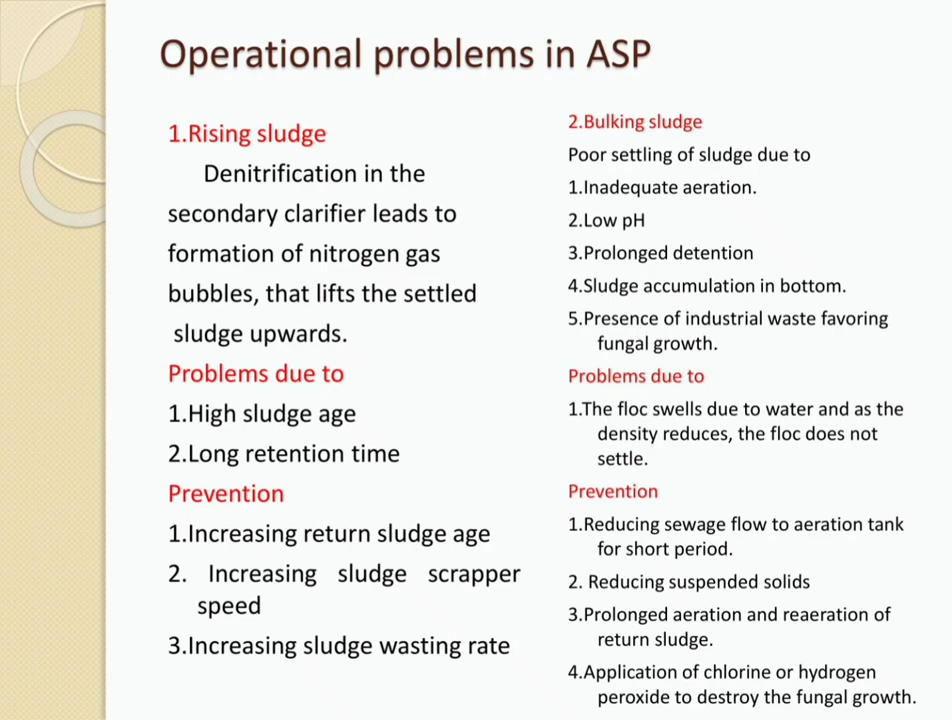 Operational problems in ASP
1.Rising sludge
Denitrification in the
secondary clarifier leads to
formation of nitrogen gas
bubbles, that lifts the settled
sludge upwards.
Problems due to
1.High sludge age
2.Long retention time
Prevention
1.Increasing return sludge age
2. Increasing sludge scrapper
speed
3.Increasing sludge wasting rate
2.Bulking sludge
Poor settling of sludge due to
1.Inadequate aeration.
2.Low pH
3.Prolonged detention
4.Sludge accumulation in bottom.
5.Presence of industrial waste favoring
fungal growth.
Problems due to
1.The floc swells due to water and as the
density reduces, the floc does not
settle.
Prevention
1.Reducing sewage flow to aeration tank
for short period.
2. Reducing suspended solids
3.Prolonged aeration and reaeration of
return sludge.
4.Application of chlorine or hydrogen
peroxide to destroy the fungal growth.